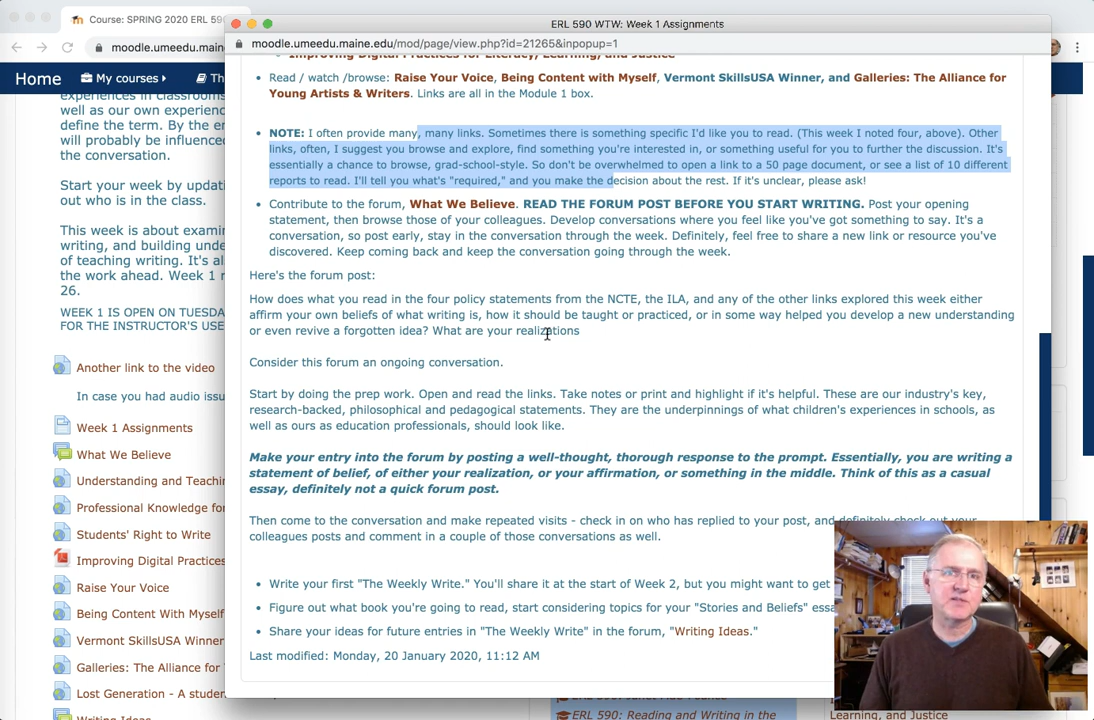 Course: SPRING 2020 ERL 590
ERL 590 WTW: Week 1 Assignments
moodle.umeedu.maine
moodle.umeedu.maine.edu/mod/page/view.php?id=21265&inpopup=1
Home
My courses
Th
experiences in classrooms
well as our own experien
define the term. By the en
will probably be influenced
the conversation.
Start your week by updati
out who is in the class.
This week is about examin
writing, and building unde
of teaching writing. It's al
the work ahead. Week 1 r
26.
WEEK 1 IS OPEN ON TUESDA
FOR THE INSTRUCTOR'S USE
Another link to the video
In case you had audio issu
Week 1 Assignments
What We Believe
Understanding and Teachin
Professional Knowledge for
Students' Right to Write
Improving Digital Practices
Raise Your Voice
Being Content With Myself
Vermont SkillsUSA Winner
Galleries: The Alliance for
Lost Generation - A studen
Writing Ideas
Improving Digital Practices for Literacy, Learning, and Justice
Read / watch /browse: Raise Your Voice, Being Content with Myself, Vermont SkillsUSA Winner, and Galleries: The Alliance for
Young Artists & Writers. Links are all in the Module 1 box.
NOTE: I often provide many, many links. Sometimes there is something specific I'd like you to read. (This week I noted four, above). Other
links, often, I suggest you browse and explore, find something you're interested in, or something useful for you to further the discussion. It's
essentially a chance to browse, grad-school-style. So don't be overwhelmed to open a link to a 50 page document, or see a list of 10 different
reports to read. I'll tell you what's "required," and you make the decision about the rest. If it's unclear, please ask!
Contribute to the forum, What We Believe. READ THE FORUM POST BEFORE YOU START WRITING. Post your opening
statement, then browse those of your colleagues. Develop conversations where you feel like you've got something to say. It's a
conversation, so post early, stay in the conversation through the week. Definitely, feel free to share a new link or resource you've
discovered. Keep coming back and keep the conversation going through the week.
Here's the forum post:
How does what you read in the four policy statements from the NCTE, the ILA, and any of the other links explored this week either
affirm your own beliefs of what writing is, how it should be taught or practiced, or in some way helped you develop a new understanding
or even revive a forgotten idea? What are your realizations
Consider this forum an ongoing conversation.
Start by doing the prep work. Open and read the links. Take notes or print and highlight if it's helpful. These are our industry's key,
research-backed, philosophical and pedagogical statements. They are the underpinnings of what children's experiences in schools, as
well as ours as education professionals, should look like.
Make your entry into the forum by posting a well-thought, thorough response to the prompt. Essentially, you are writing a
statement of belief, of either your realization, or your affirmation, or something in the middle. Think of this as a casual
essay, definitely not a quick forum post.
Then come to the conversation and make repeated visits - check in on who has replied to your post, and definitely check out your
colleagues posts and comment in a couple of those conversations as well.
Write your first "The Weekly Write." You'll share it at the start of Week 2, but you might want to get
Figure out what book you're going to read, start considering topics for your "Stories and Beliefs" essa
Share your ideas for future entries in "The Weekly Write" in the forum, "Writing Ideas."
Last modified: Monday, 20 January 2020, 11:12 AM
ERL 590: Reading and Writing in the
Learning, and Justice